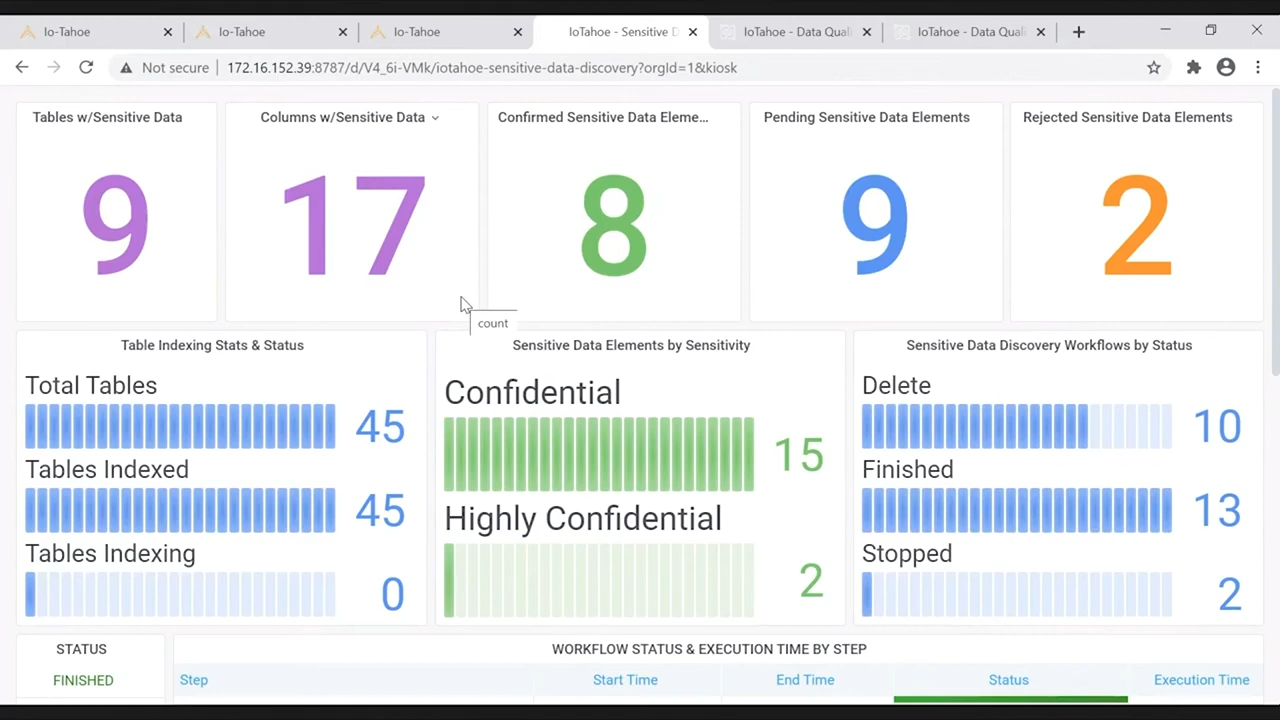 Io-Tahoe
Io-Tahoe
Io-Tahoe
IoTahoe - Sensitive D
IoTahoe - Data Quali
IoTahoe - Data Quali
Not secure
172.16.152.39:8787/d/V4_6i-VMk/iotahoe-sensitive-data-discovery?orgId=1&kiosk
Tables w/Sensitive Data
Columns w/Sensitive Data
Confirmed Sensitive Data Eleme...
Pending Sensitive Data Elements
Rejected Sensitive Data Elements
9
17
8
9
2
count
Table Indexing Stats & Status
Total Tables
45
Tables Indexed
45
Tables Indexing
0
Sensitive Data Elements by Sensitivity
Confidential
15
Highly Confidential
2
Sensitive Data Discovery Workflows by Status
Delete
10
Finished
13
Stopped
2
STATUS
FINISHED
WORKFLOW STATUS & EXECUTION TIME BY STEP
Step
Start Time
End Time
Status
Execution Time